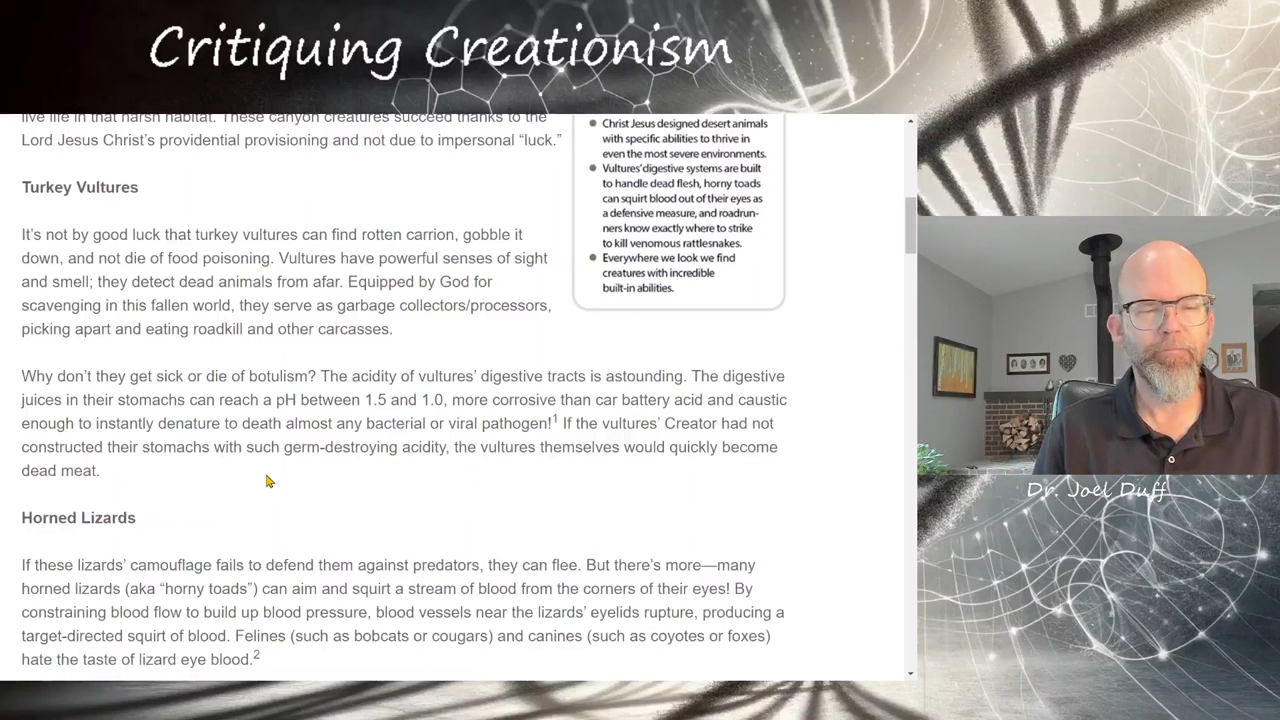 Critiquing Creationism
live life in that harsh habitat. These canyon creatures succeed thanks to the
Lord Jesus Christ’s providential provisioning and not due to impersonal “luck.”
Turkey Vultures
It’s not by good luck that turkey vultures can find rotten carrion, gobble it
down, and not die of food poisoning. Vultures have powerful senses of sight
and smell; they detect dead animals from afar. Equipped by God for
scavenging in this fallen world, they serve as garbage collectors/processors,
picking apart and eating roadkill and other carcasses.
● Christ Jesus designed desert animals
with specific abilities to thrive in
even the most severe environments.
● Vultures’ digestive systems are built
to handle dead flesh, horny toads
can squirt blood out of their eyes as
a defensive measure, and roadrun-
ners know exactly where to strike
to kill venomous rattlesnakes.
● Everywhere we look we find
creatures with incredible
built-in abilities.
Why don’t they get sick or die of botulism? The acidity of vultures’ digestive tracts is astounding. The digestive
juices in their stomachs can reach a pH between 1.5 and 1.0, more corrosive than car battery acid and caustic
enough to instantly denature to death almost any bacterial or viral pathogen!1 If the vultures’ Creator had not
constructed their stomachs with such germ-destroying acidity, the vultures themselves would quickly become
dead meat.
Horned Lizards
If these lizards’ camouflage fails to defend them against predators, they can flee. But there’s more—many
horned lizards (aka “horny toads”) can aim and squirt a stream of blood from the corners of their eyes! By
constraining blood flow to build up blood pressure, blood vessels near the lizards’ eyelids rupture, producing a
target-directed squirt of blood. Felines (such as bobcats or cougars) and canines (such as coyotes or foxes)
hate the taste of lizard eye blood.2
Dr. Joel Duff